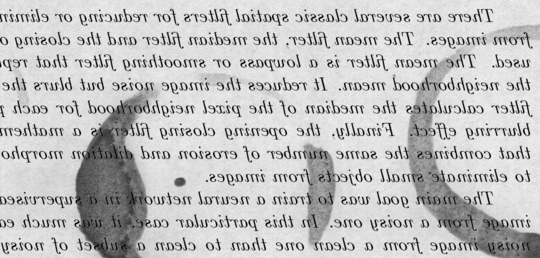 There are several classic spatial filters for reducing or elimin
from images. The mean filter, the median filter and the closing o
used. The mean filter is a lowpass or smoothing filter that repl
the neighborhood mean. It reduces the image noise but blurs the
filter calculates the median of the pixel neighborhood for each p
blurring effect. Finally, the opening closing filter is a mathem
that combines the same number of erosion and dilation morpho
to eliminate small objects from images.
The main goal was to train a neural network in a supervised
image from a noisy one. In this particular case, it was much ea
noisy image from a clean one than to clean a subset of noisy